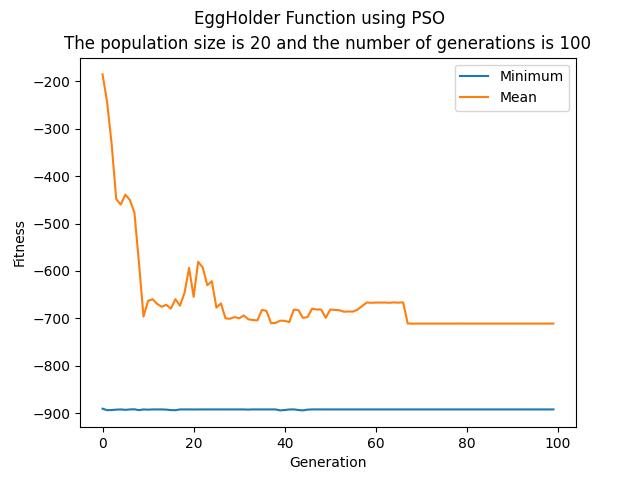 EggHolder Function using PSO
The population size is 20 and the number of generations is 100
Minimum
Mean
−200
−300
−400
−500
−600
−700
−800
−900
Fitness
0
20
40
60
80
100
Generation